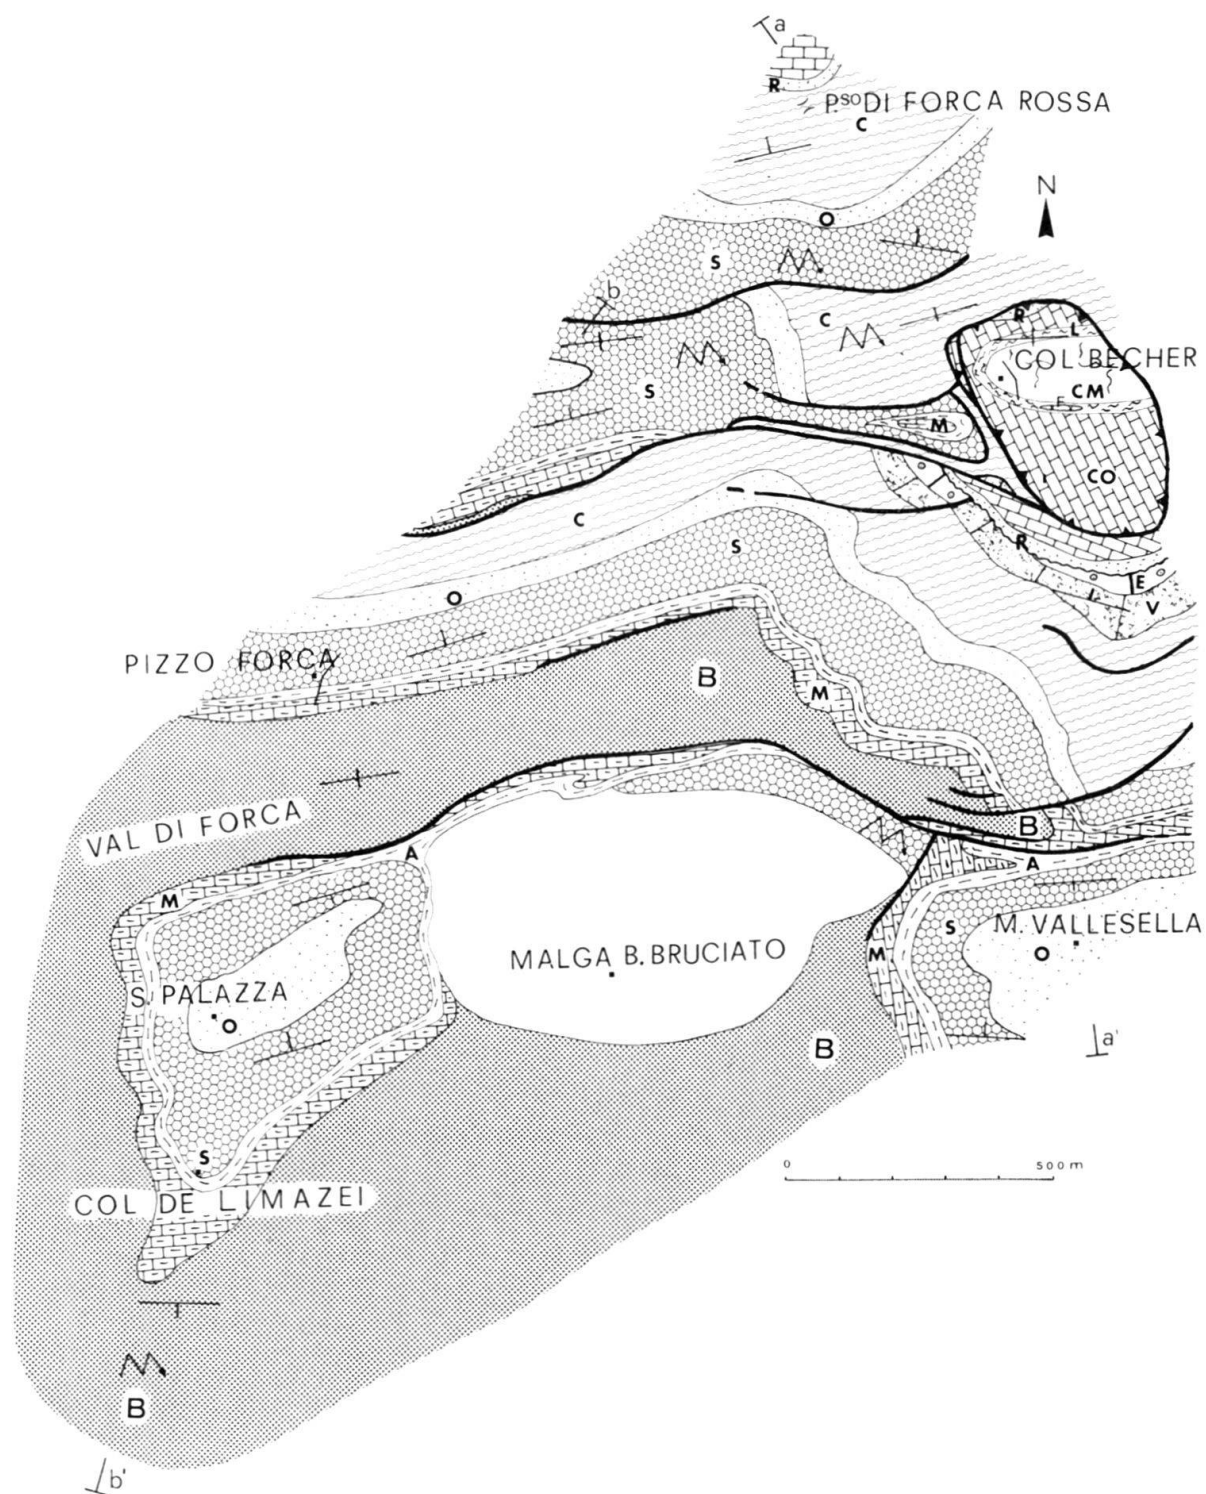 a
R
P.SO DI FORCA ROSSA
C
N
O
S
b
C
R
L
COL BECHER
S
CM
F
M
CO
C
S
R
E
L
V
O
PIZZO FORCA
B
M
VAL DI FORCA
B
A
A
M
S
M. VALLESELLA
MALGA B. BRUCIATO
M
O
S. PALAZZA
O
B
a'
S
0
500 m
COL DE LIMAZEI
B
b'